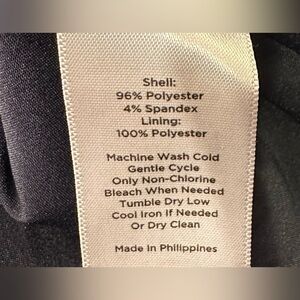 Shell:
96% Polyester
4% Spandex
Lining:
100% Polyester
Machine Wash Cold
Gentle Cycle
Only Non-Chlorine
Bleach When Needed
Tumble Dry Low
Cool Iron if Needed
Or Dry Clean
Made in Philippines